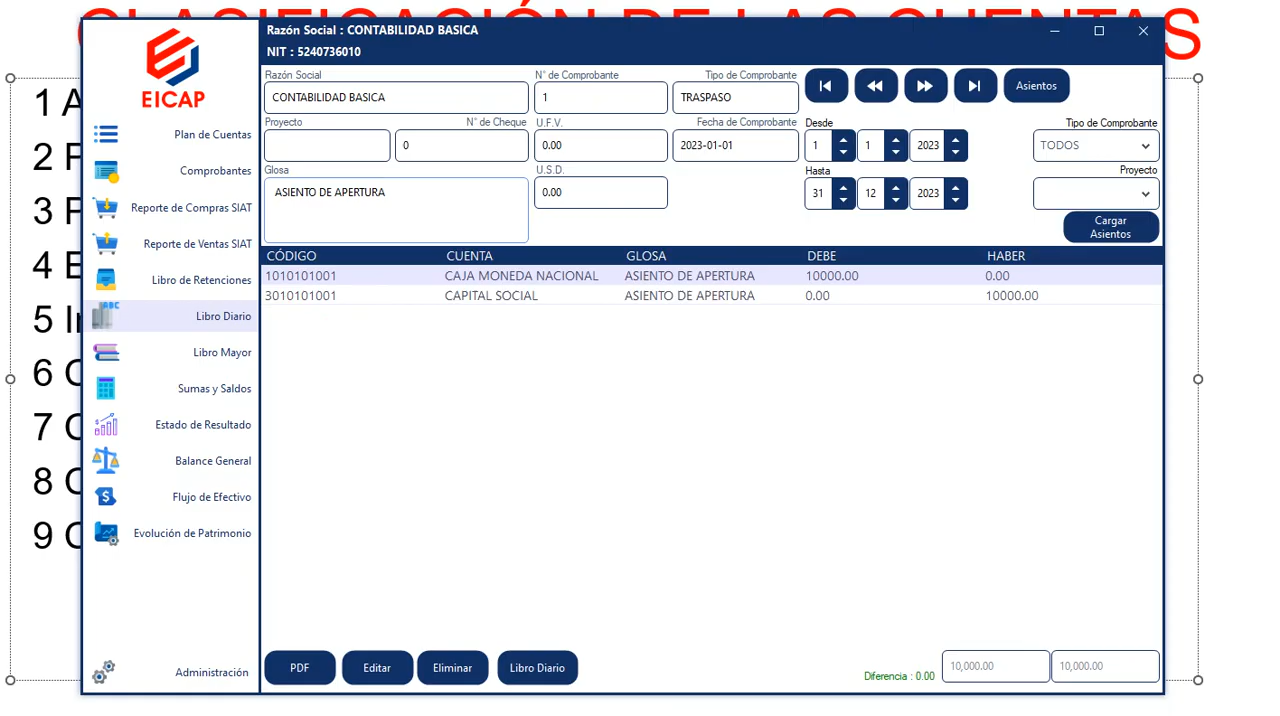 CLASIFICACIÓN DE LAS CUENTAS
Razón Social : CONTABILIDAD BASICA
NIT : 5240736010
EICAP
Plan de Cuentas
Comprobantes
Reporte de Compras SIAT
Reporte de Ventas SIAT
Libro de Retenciones
Libro Diario
Libro Mayor
Sumas y Saldos
Estado de Resultado
Balance General
Flujo de Efectivo
Evolución de Patrimonio
Administración
1 A
2 F
3 P
4 E
5 In
6 C
7 C
8 C
9 C
Razón Social
N° de Comprobante
Tipo de Comprobante
CONTABILIDAD BASICA
1
TRASPASO
Asientos
Proyecto
N° de Cheque
U.F.V.
Fecha de Comprobante
Desde
Tipo de Comprobante
0
0.00
2023-01-01
1 1 2023
TODOS
Glosa
U.S.D.
Hasta
Proyecto
ASIENTO DE APERTURA
0.00
31 12 2023
Cargar
Asientos
CÓDIGO CUENTA GLOSA DEBE HABER
1010101001 CAJA MONEDA NACIONAL ASIENTO DE APERTURA 10000.00 0.00
3010101001 CAPITAL SOCIAL ASIENTO DE APERTURA 0.00 10000.00
PDF
Editar
Eliminar
Libro Diario
Diferencia : 0.00
10,000.00
10,000.00